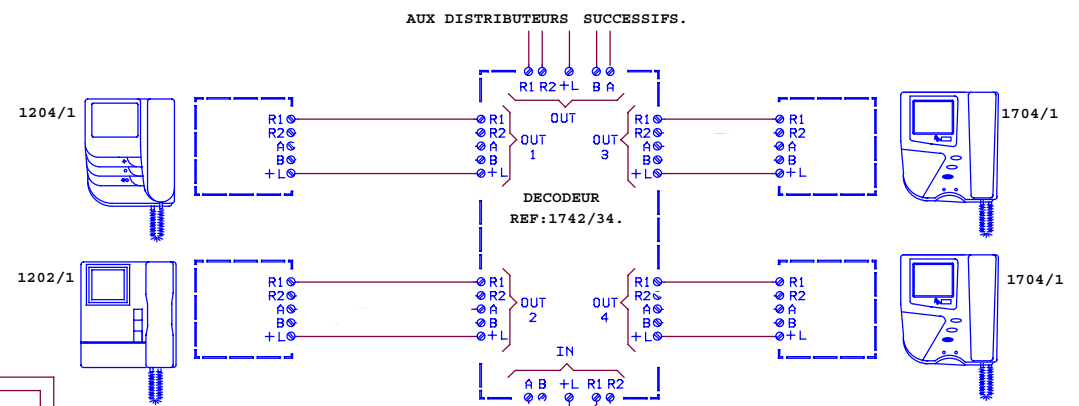 AUX DISTRIBUTEURS SUCCESSIFS.
R1 R2 +L B A
OUT
1204/1
R1
R2
A
B
+L
R1
R2
A
B
+L
OUT
1
OUT
3
R1
R2
A
B
+L
R1
R2
A
B
+L
1704/1
DECODEUR
REF:1742/34.
1202/1
R1
R2
A
B
+L
R1
R2
A
B
+L
OUT
2
OUT
4
R1
R2
A
B
+L
R1
R2
A
B
+L
1704/1
IN
A B +L R1 R2